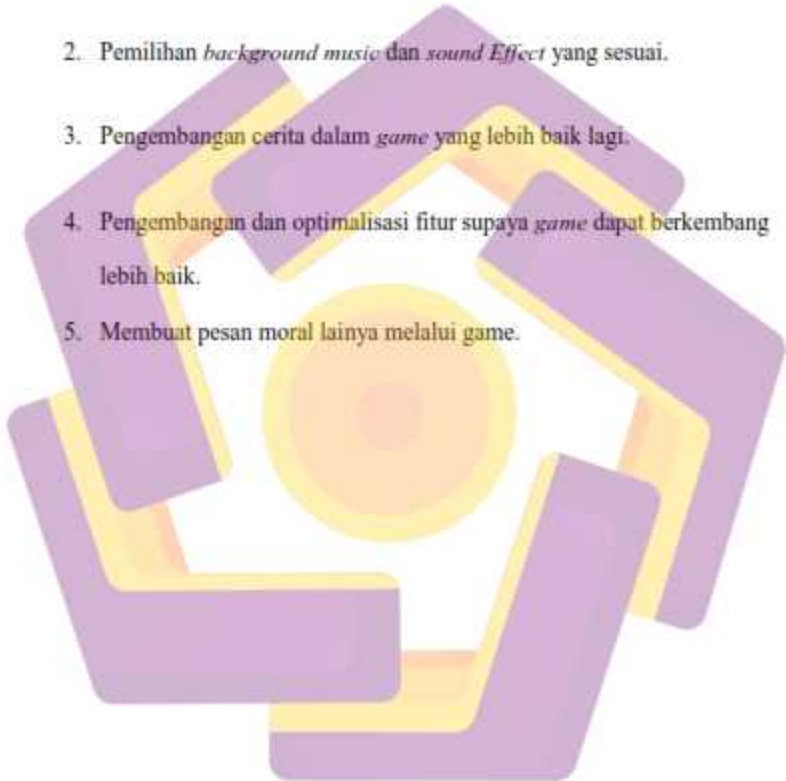 2. Pemilihan background music dan sound Effect yang sesuai.
3. Pengembangan cerita dalam game yang lebih baik lagi.
4. Pengembangan dan optimalisasi fitur supaya game dapat berkembang
lebih baik.
5. Membuat pesan moral lainya melalui game.